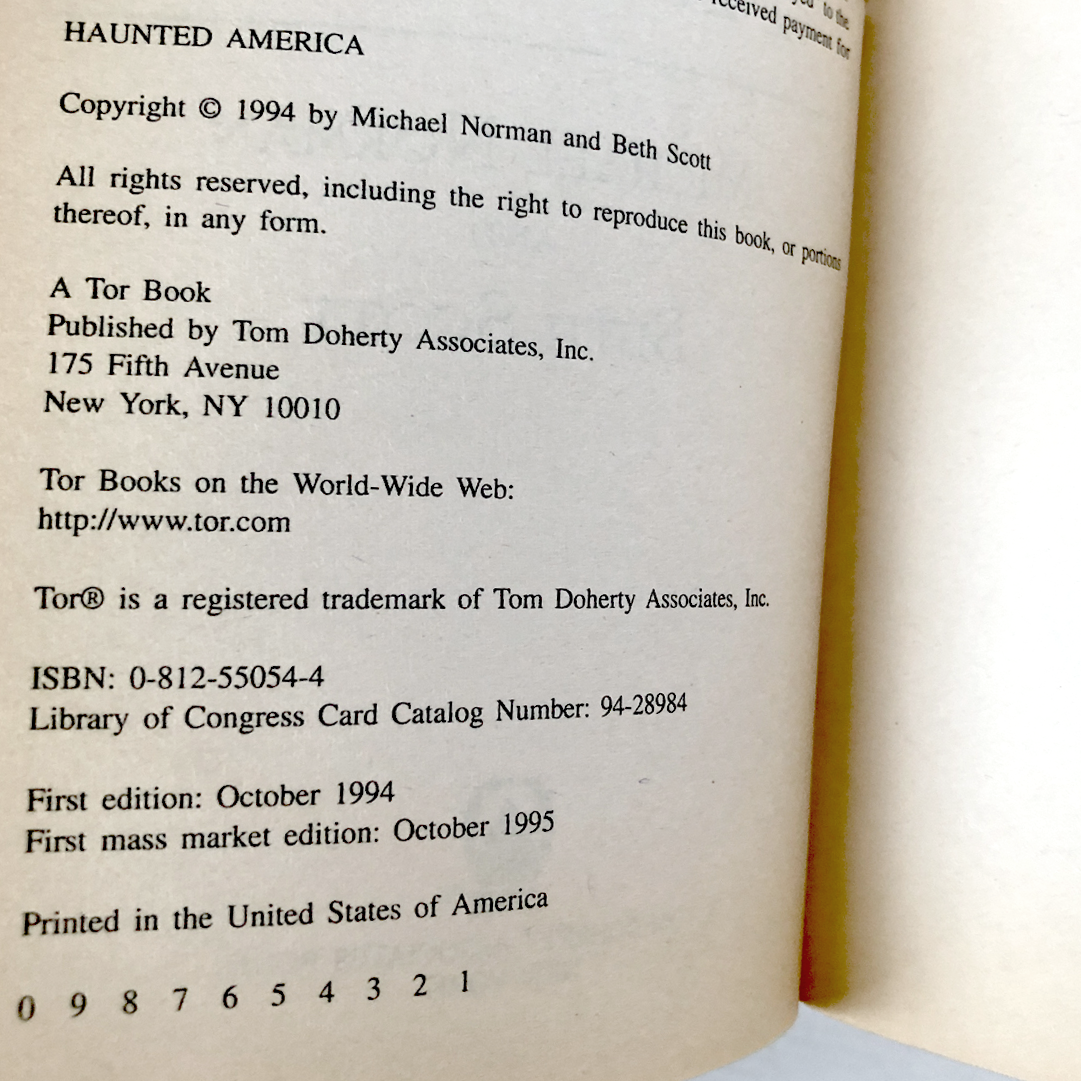 to the
received payment for
HAUNTED AMERICA
Copyright © 1994 by Michael Norman and Beth Scott
All rights reserved, including the right to reproduce this book, or portions
thereof, in any form.
A Tor Book
Published by Tom Doherty Associates, Inc.
175 Fifth Avenue
New York, NY 10010
Tor Books on the World-Wide Web:
http://www.tor.com
Tor® is a registered trademark of Tom Doherty Associates, Inc.
ISBN: 0-812-55054-4
Library of Congress Card Catalog Number: 94-28984
First edition: October 1994
First mass market edition: October 1995
Printed in the United States of America
0 9 8 7 6 5 4 3 2 1